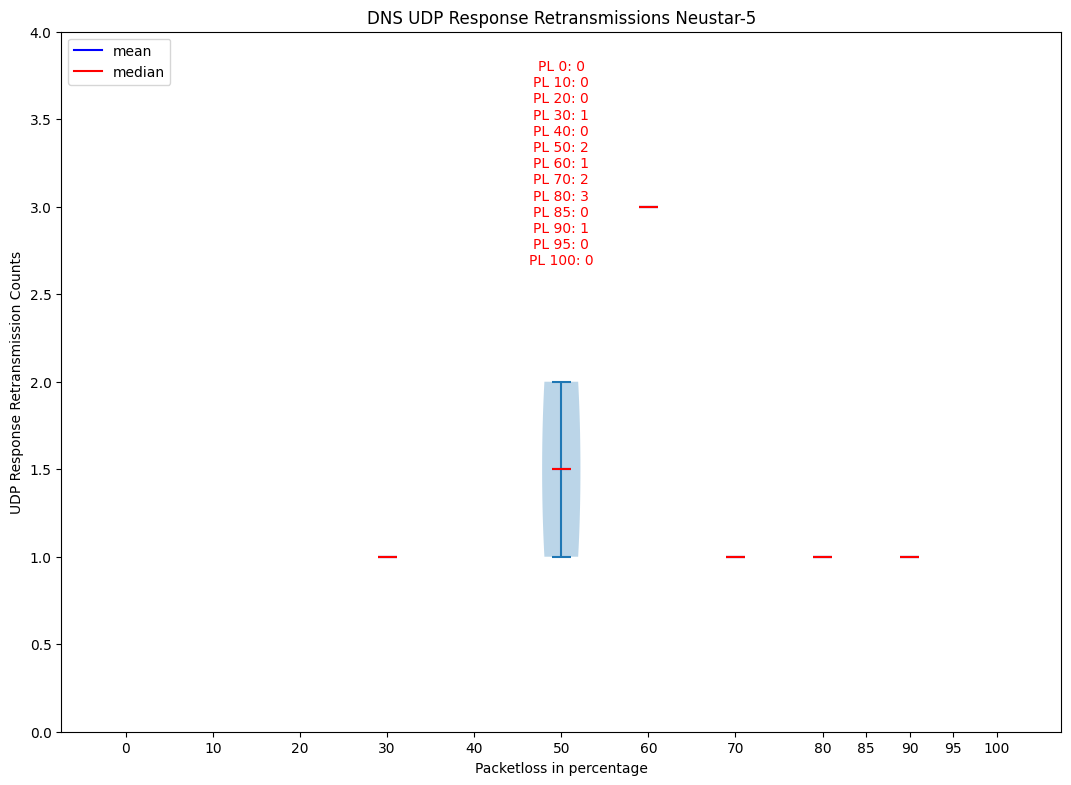 DNS UDP Response Retransmissions Neustar-5
mean
median
PL 0: 0
PL 10: 0
PL 20: 0
PL 30: 1
PL 40: 0
PL 50: 2
PL 60: 1
PL 70: 2
PL 80: 3
PL 85: 0
PL 90: 1
PL 95: 0
PL 100: 0
UDP Response Retransmission Counts
4.0
3.5
3.0
2.5
2.0
1.5
1.0
0.5
0.0
0 10 20 30 40 50 60 70 80 85 90 95 100
Packetloss in percentage